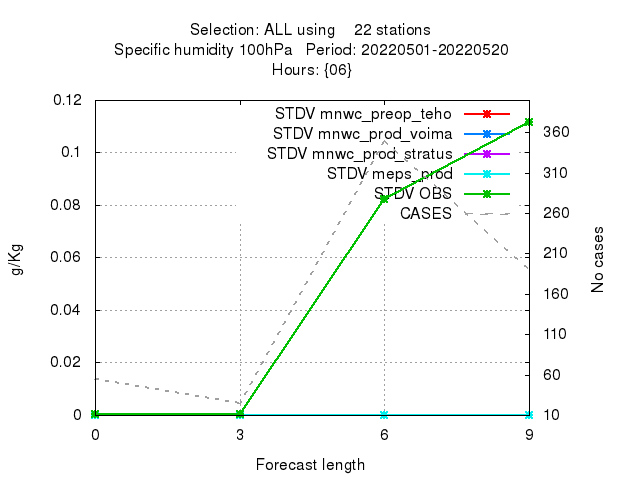 Selection: ALL using 22 stations
Specific humidity 100hPa Period: 20220501-20220520
Hours: {06}
0.12
0.1
0.08
0.06
0.04
0.02
0
g/Kg
STDV mnwc_preop_teho
STDV mnwc_prod_voima
STDV mnwc_prod_stratus
STDV meps_prod
STDV OBS
CASES
360
310
260
210
160
110
60
10
No cases
0 3 6 9
Forecast length